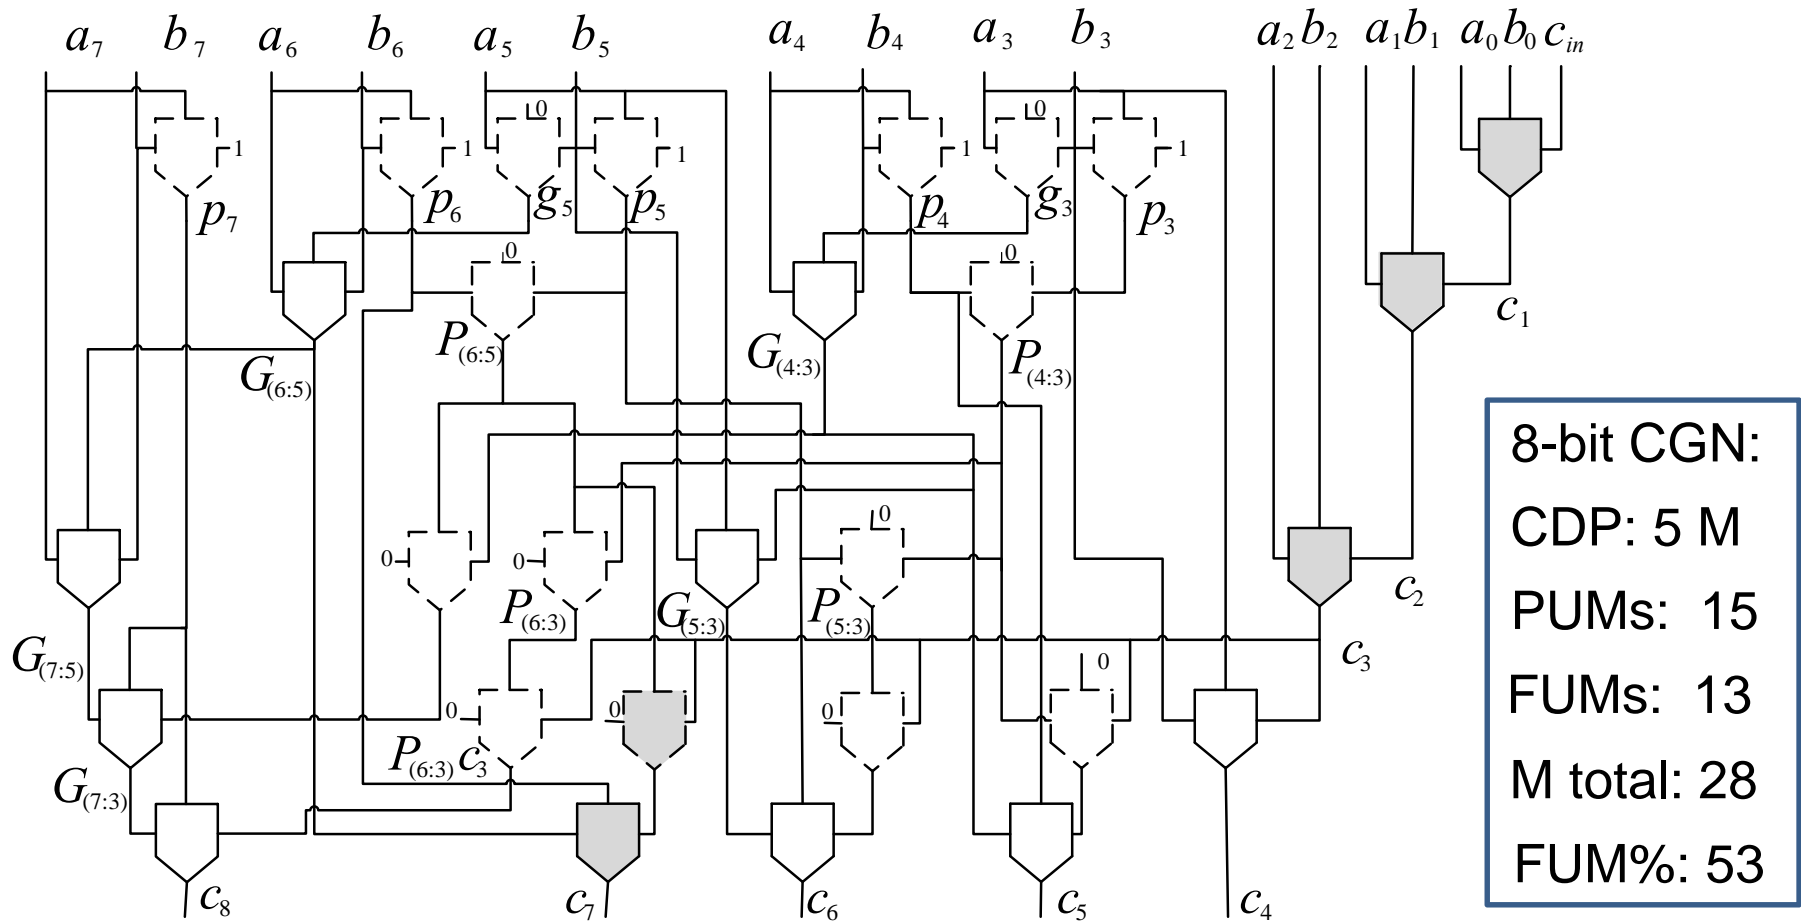 a₇ b₇ a₆ b₆ a₅ b₅ a₄ b₄ a₃ b₃ a₂ b₂ a₁ b₁ a₀ b₀ c_in
0 0
1 1 1 1 1
p₇ p₆ g₅ p₅ p₄ g₃ p₃
0 0
c₁
G(6:5) P(6:5) G(4:3) P(4:3)
8-bit CGN:
CDP: 5 M
PUMs: 15
FUMs: 13
M total: 28
FUM%: 53
0
0 0
P(6:3) G(5:3) P(5:3) c₂
G(7:5) c₃
0
0 0 0
P(6:3) c₃
G(7:3)
c₈ c₇ c₆ c₅ c₄